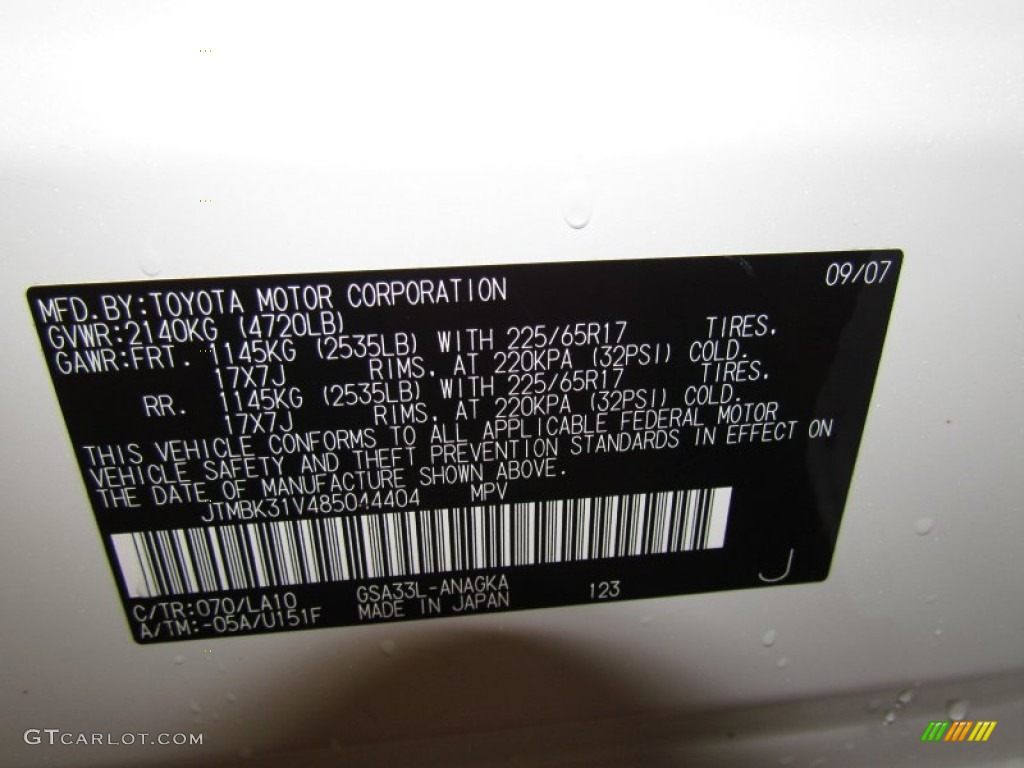 09/07
MFD.BY:TOYOTA MOTOR CORPORATION
GVWR:2140KG (4720LB)
GAWR:FRT. 1145KG (2535LB) WITH 225/65R17 TIRES,
17X7J RIMS, AT 220KPA (32PSI) COLD.
RR. 1145KG (2535LB) WITH 225/65R17 TIRES,
17X7J RIMS, AT 220KPA (32PSI) COLD.
THIS VEHICLE CONFORMS TO ALL APPLICABLE FEDERAL MOTOR
VEHICLE SAFETY AND THEFT PREVENTION STANDARDS IN EFFECT ON
THE DATE OF MANUFACTURE SHOWN ABOVE.
JTMBK31V485044404 MPV
C/TR:070/LA10 GSA33L-ANAGKA 123
A/TM:-05A/U151F MADE IN JAPAN
J
GTCARLOT.COM